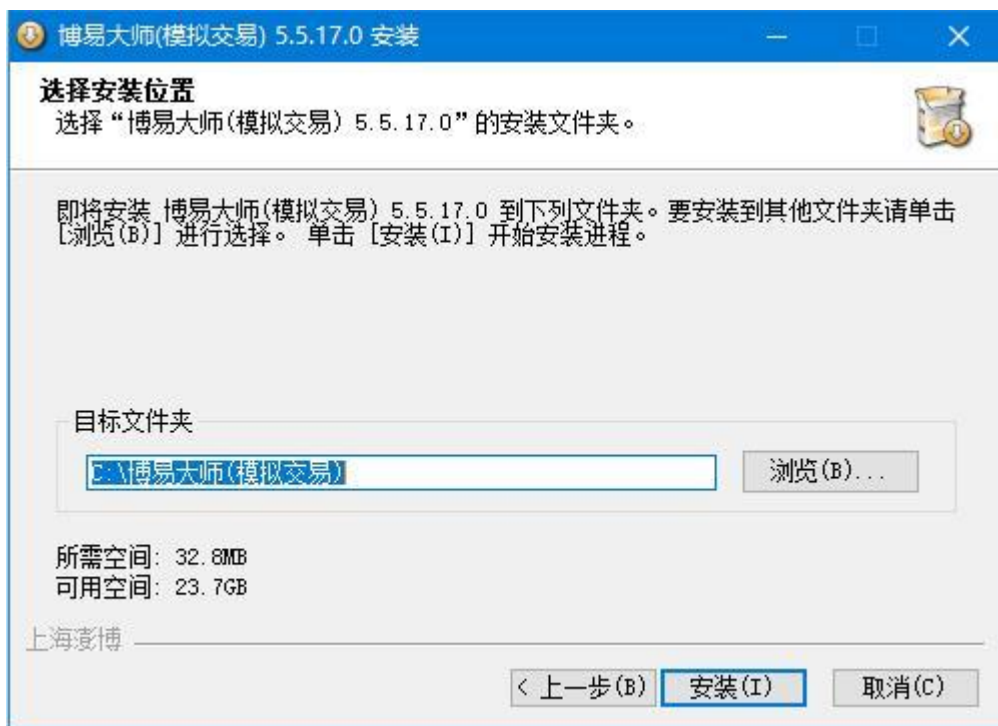 博易大师(模拟交易) 5.5.17.0 安装
选择安装位置
选择“博易大师(模拟交易) 5.5.17.0”的安装文件夹。
即将安装 博易大师(模拟交易) 5.5.17.0 到下列文件夹。要安装到其他文件夹请单击
[浏览(B)] 进行选择。 单击 [安装(I)] 开始安装进程。
目标文件夹
C:\博易大师(模拟交易)
浏览(B)...
所需空间: 32.8MB
可用空间: 23.7GB
上海澎博
< 上一步(B)
安装(I)
取消(C)